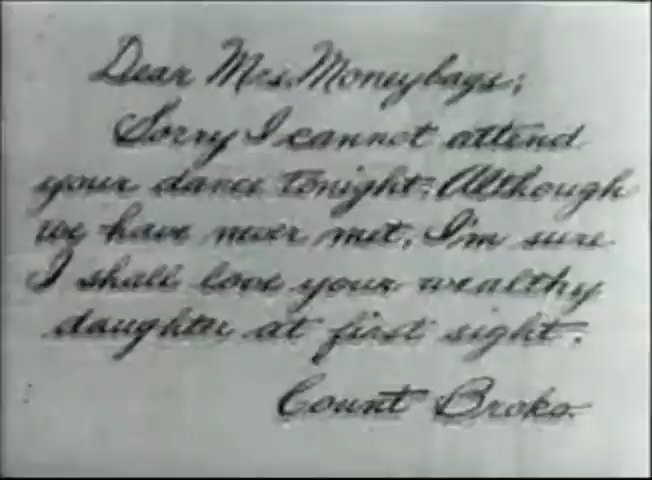 Dear Mrs. Moneybags:
Sorry I cannot attend
your dance tonight. Although
we have never met, I'm sure
I shall love your wealthy
daughter at first sight.
Count Broko.